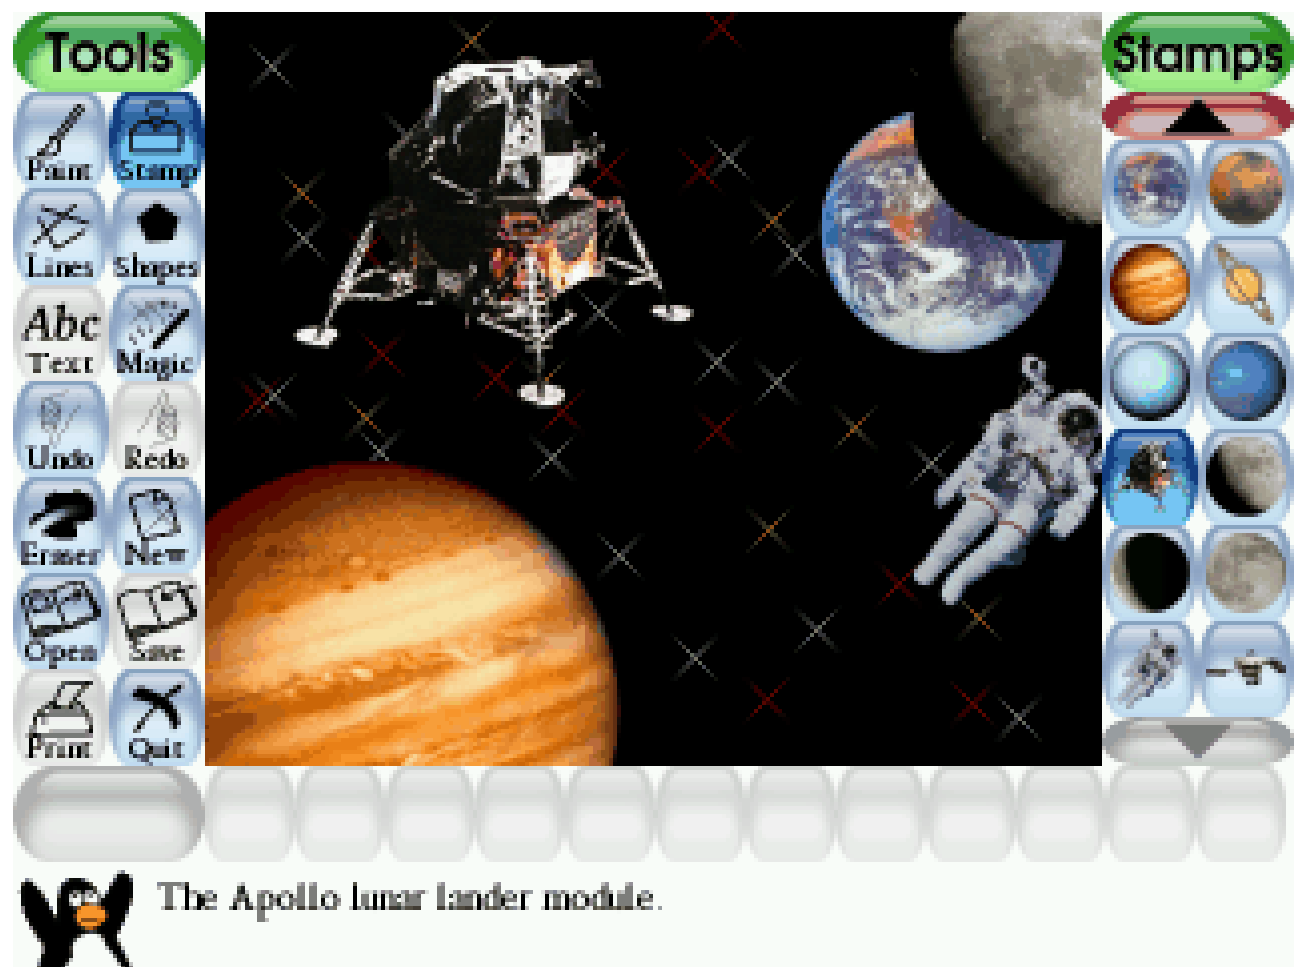 Tools
Stamps
Paint
Stamp
Lines
Shapes
Abc
Text
Magic
Undo
Redo
Eraser
New
Open
Save
Print
Quit
The Apollo lunar lander module.